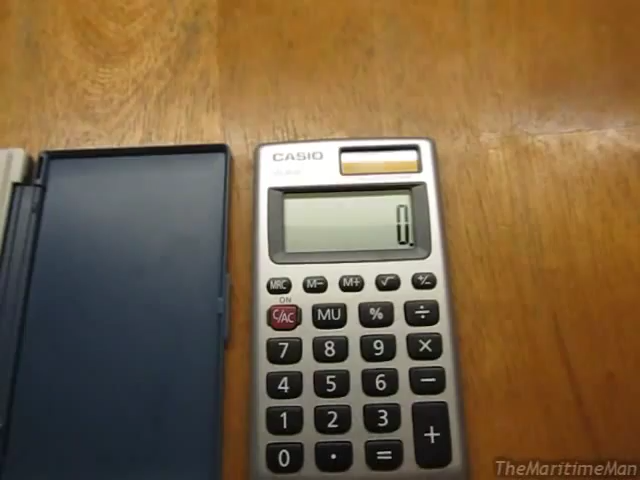 CASIO
0.
MRC M− M+ √ +/−
ON
C/AC MU % ÷
7 8 9 ×
4 5 6 −
1 2 3 +
0 · =
TheMaritimeMan